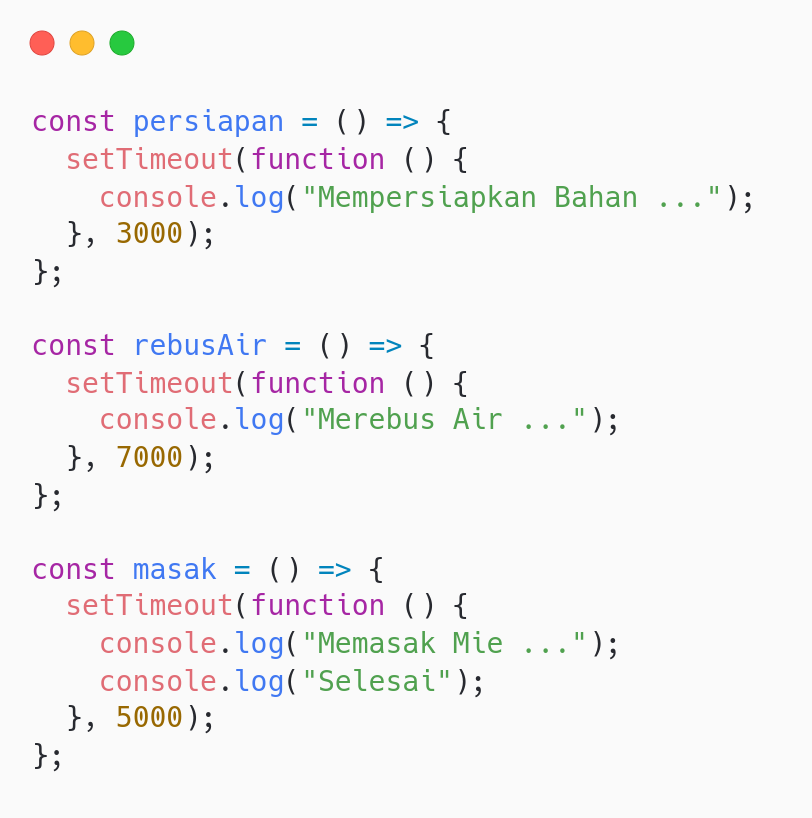 const persiapan = () => {
  setTimeout(function () {
    console.log("Mempersiapkan Bahan ...");
  }, 3000);
};

const rebusAir = () => {
  setTimeout(function () {
    console.log("Merebus Air ...");
  }, 7000);
};

const masak = () => {
  setTimeout(function () {
    console.log("Memasak Mie ...");
    console.log("Selesai");
  }, 5000);
};